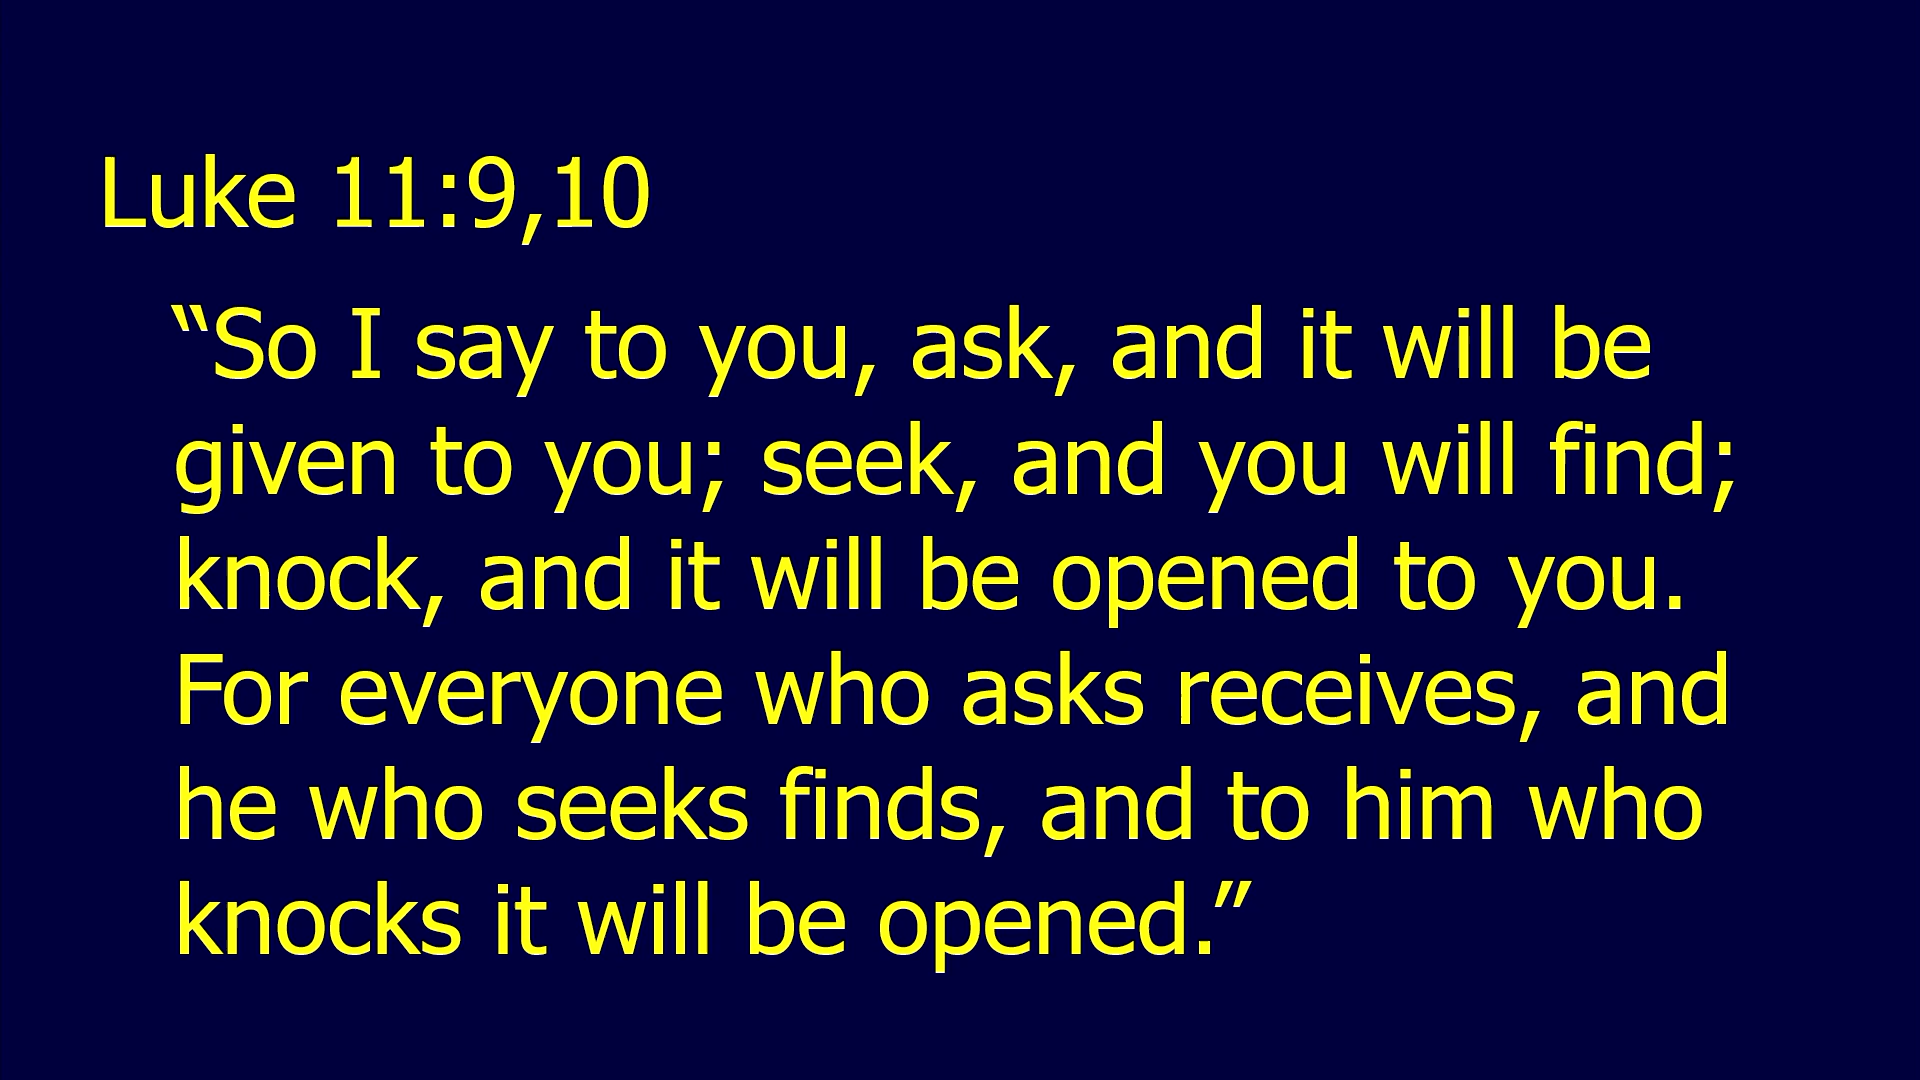 Luke 11:9,10
“So I say to you, ask, and it will be
given to you; seek, and you will find;
knock, and it will be opened to you.
For everyone who asks receives, and
he who seeks finds, and to him who
knocks it will be opened.”